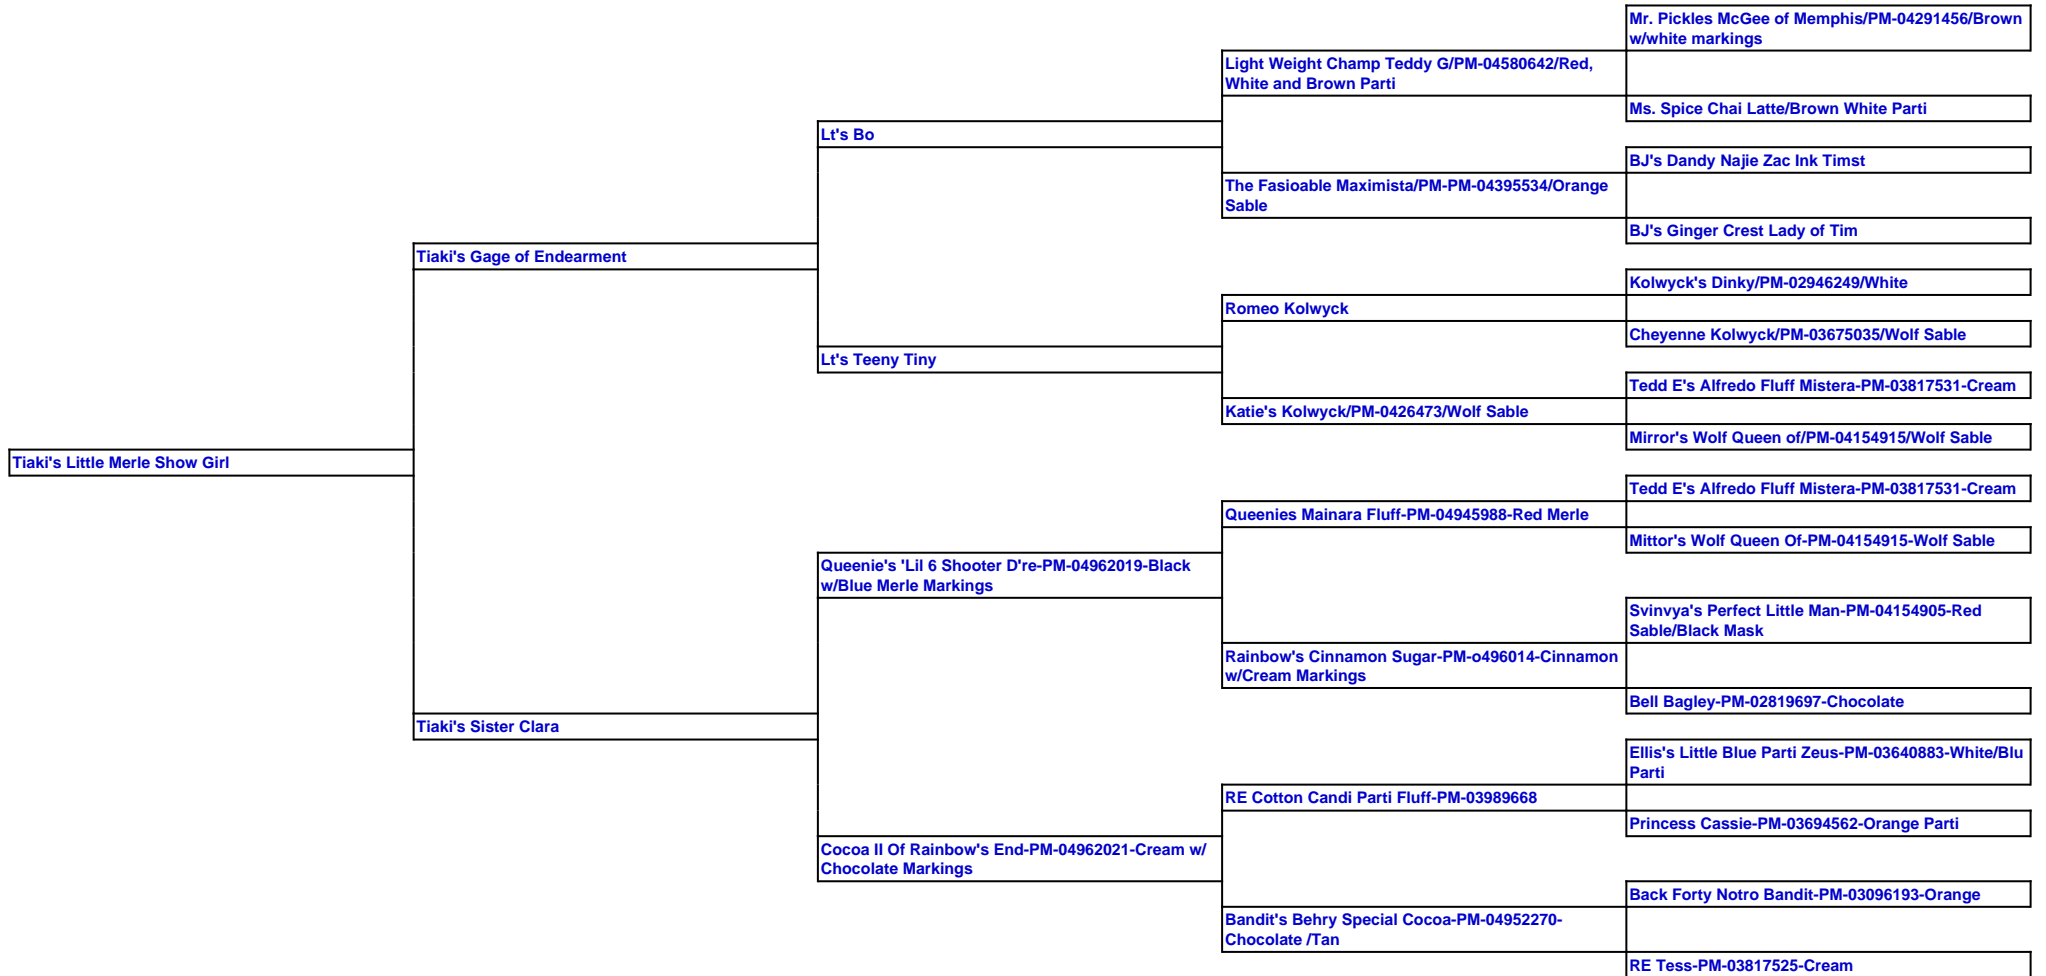 Mr. Pickles McGee of Memphis/PM-04291456/Brown
w/white markings
Light Weight Champ Teddy G/PM-04580642/Red,
White and Brown Parti
Ms. Spice Chai Latte/Brown White Parti
Lt's Bo
BJ's Dandy Najie Zac Ink Timst
The Fasioable Maximista/PM-PM-04395534/Orange
Sable
BJ's Ginger Crest Lady of Tim
Tiaki's Gage of Endearment
Kolwyck's Dinky/PM-02946249/White
Romeo Kolwyck
Cheyenne Kolwyck/PM-03675035/Wolf Sable
Lt's Teeny Tiny
Tedd E's Alfredo Fluff Mistera-PM-03817531-Cream
Katie's Kolwyck/PM-0426473/Wolf Sable
Mirror's Wolf Queen of/PM-04154915/Wolf Sable
Tiaki's Little Merle Show Girl
Tedd E's Alfredo Fluff Mistera-PM-03817531-Cream
Queenies Mainara Fluff-PM-04945988-Red Merle
Mittor's Wolf Queen Of-PM-04154915-Wolf Sable
Queenie's 'Lil 6 Shooter D're-PM-04962019-Black
w/Blue Merle Markings
Svinvya's Perfect Little Man-PM-04154905-Red
Sable/Black Mask
Rainbow's Cinnamon Sugar-PM-o496014-Cinnamon
w/Cream Markings
Bell Bagley-PM-02819697-Chocolate
Tiaki's Sister Clara
Ellis's Little Blue Parti Zeus-PM-03640883-White/Blu
Parti
RE Cotton Candi Parti Fluff-PM-03989668
Princess Cassie-PM-03694562-Orange Parti
Cocoa II Of Rainbow's End-PM-04962021-Cream w/
Chocolate Markings
Back Forty Notro Bandit-PM-03096193-Orange
Bandit's Behry Special Cocoa-PM-04952270-
Chocolate /Tan
RE Tess-PM-03817525-Cream